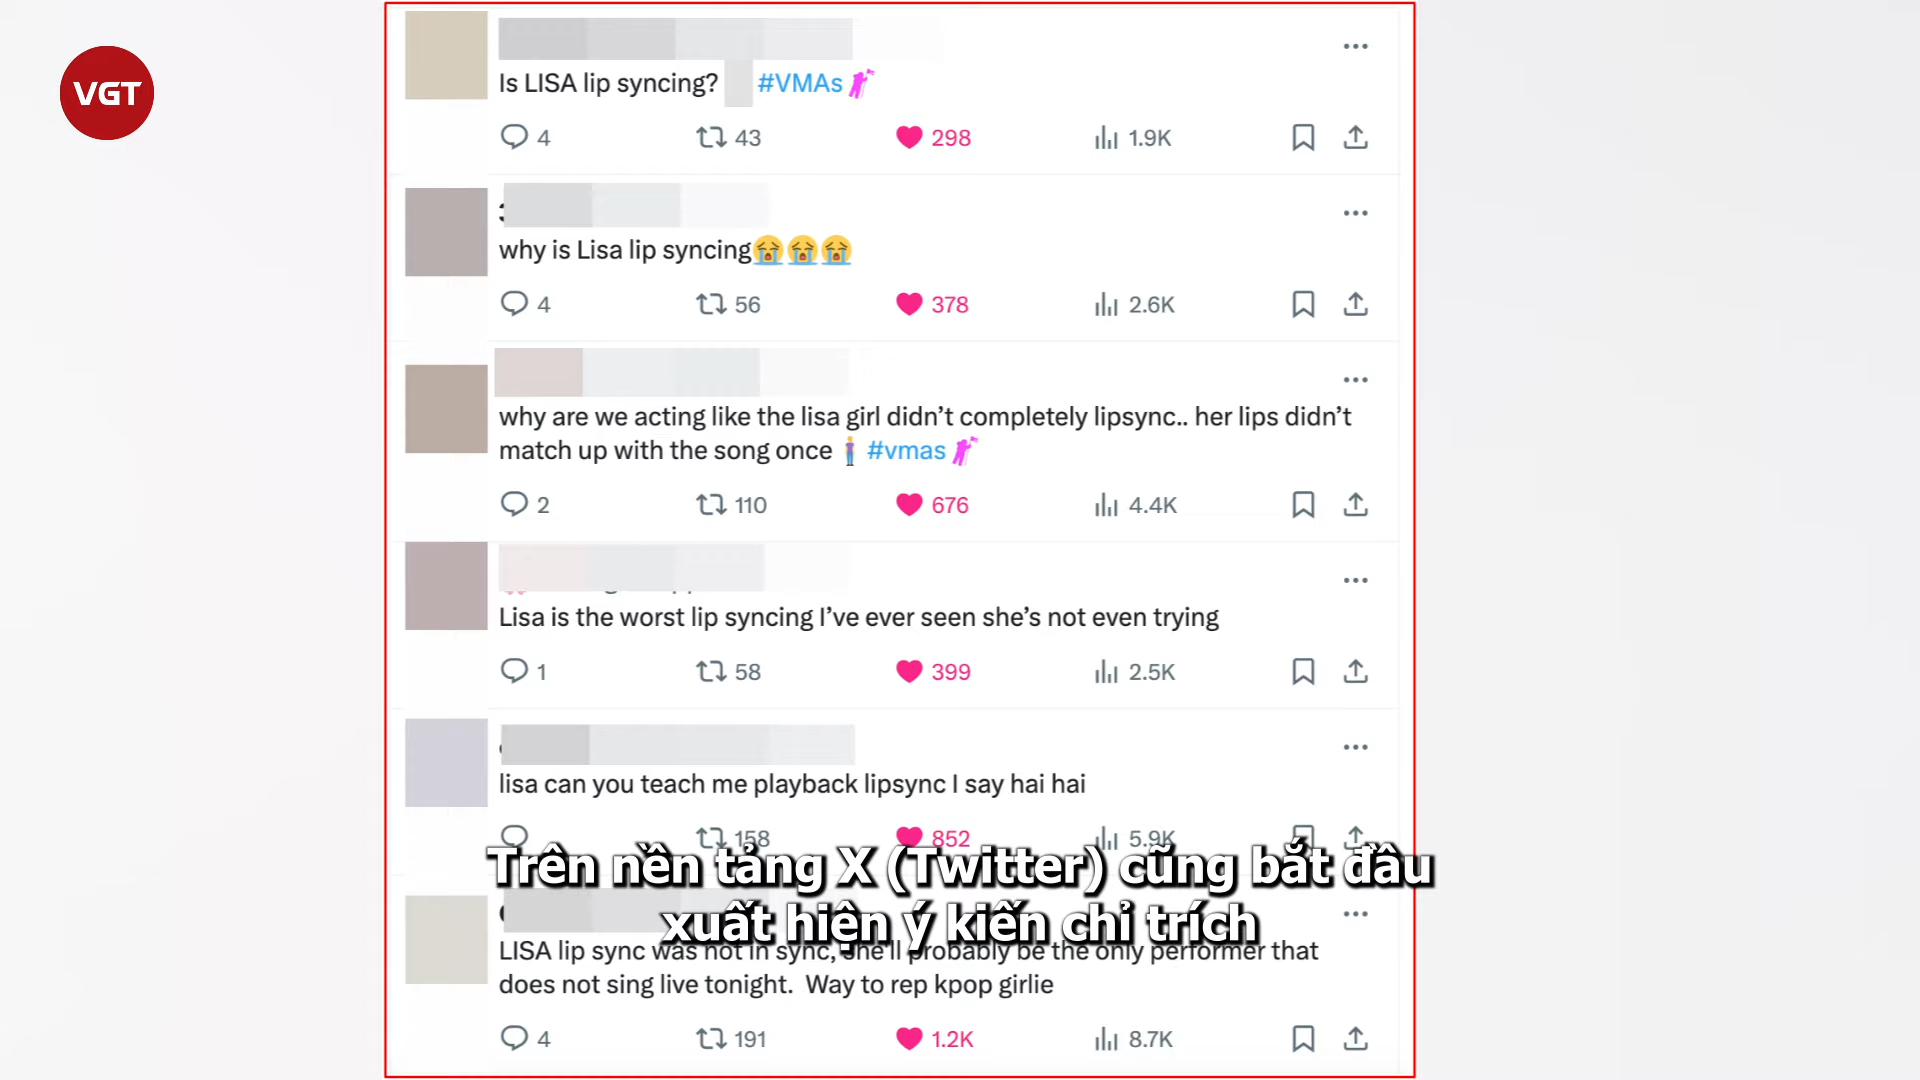 VGT
Is LISA lip syncing? #VMAs
4 43 298 1.9K
why is Lisa lip syncing😭😭😭
4 56 378 2.6K
why are we acting like the lisa girl didn’t completely lipsync.. her lips didn’t
match up with the song once 🧍 #vmas
2 110 676 4.4K
Lisa is the worst lip syncing I’ve ever seen she’s not even trying
1 58 399 2.5K
lisa can you teach me playback lipsync I say hai hai
158 852 5.9K
Trên nền tảng X (Twitter) cũng bắt đầu
xuất hiện ý kiến chỉ trích
LISA lip sync was not in sync, she'll probably be the only performer that
does not sing live tonight. Way to rep kpop girlie
4 191 1.2K 8.7K